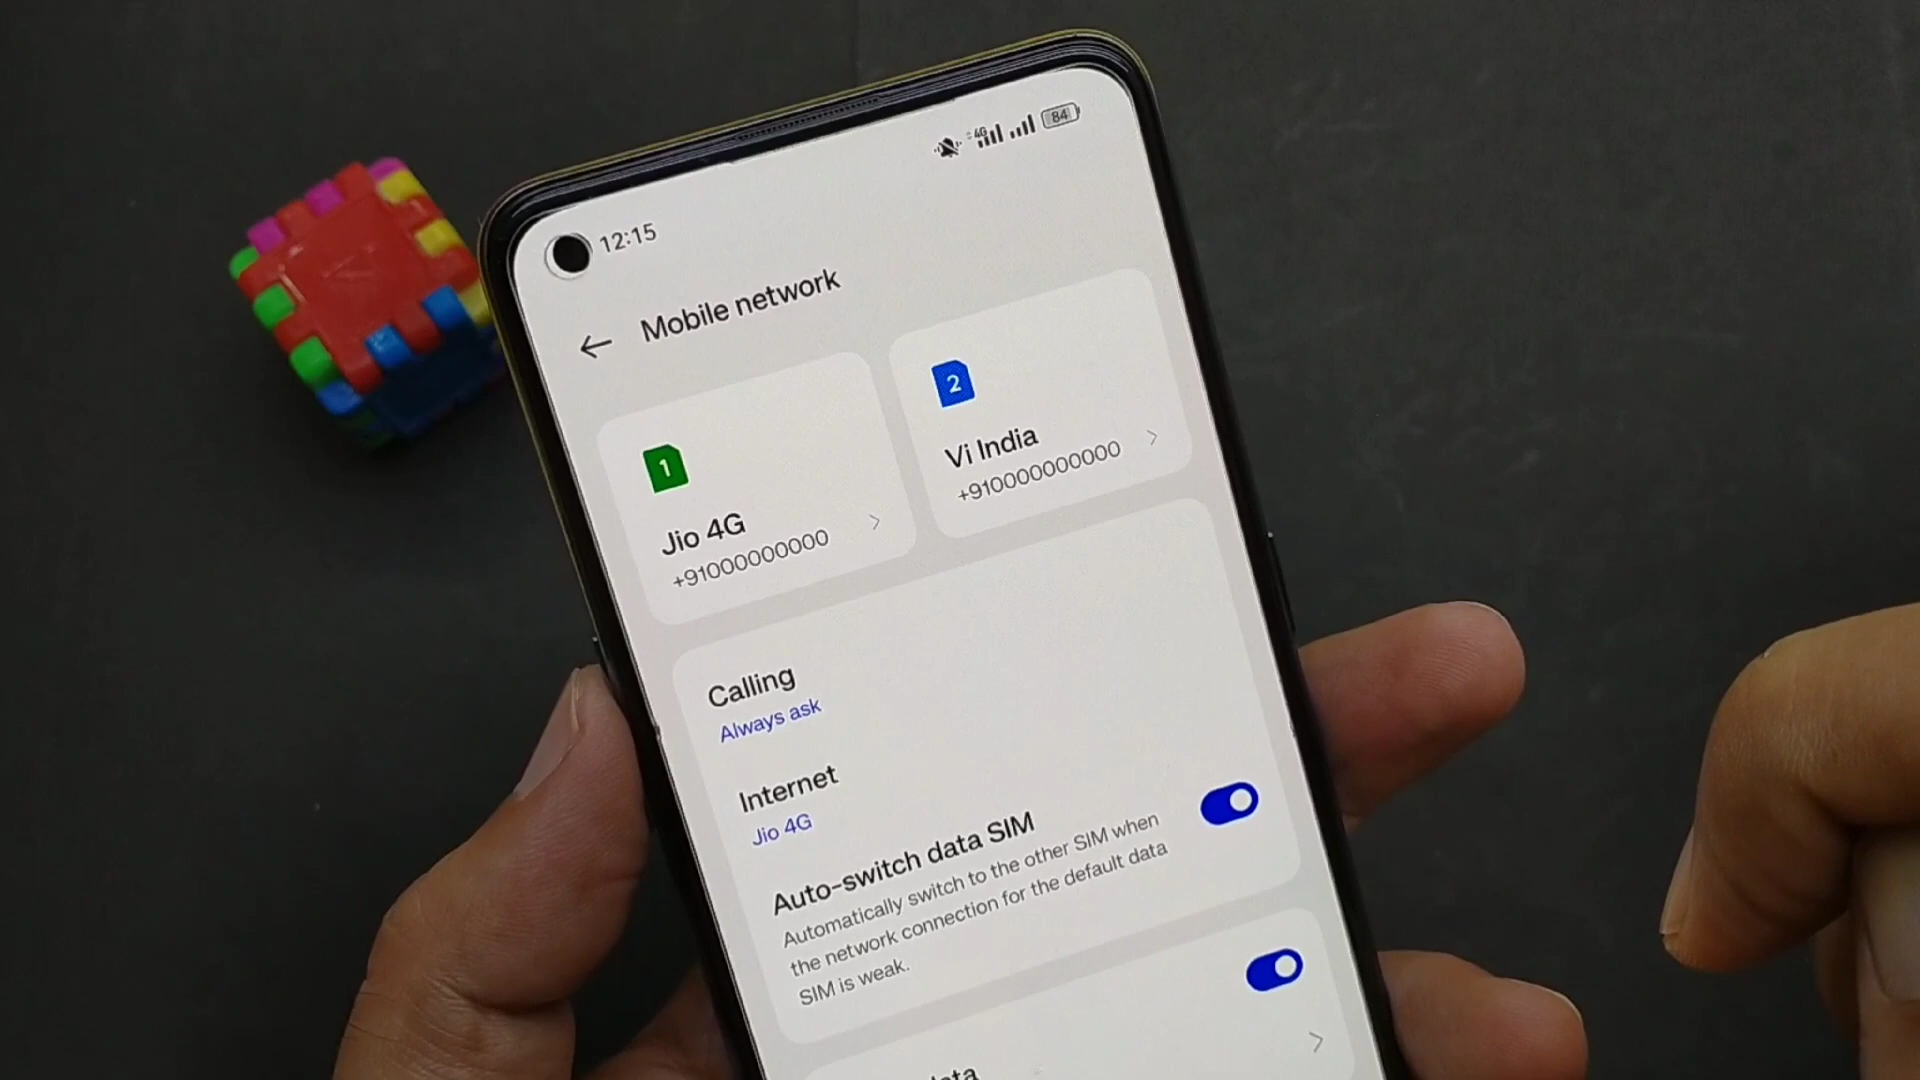 12:15
4G
84
Mobile network
1
Jio 4G
+91000000000
2
Vi India
+910000000000
Calling
Always ask
Internet
Jio 4G
Auto-switch data SIM
Automatically switch to the other SIM when
the network connection for the default data
SIM is weak.